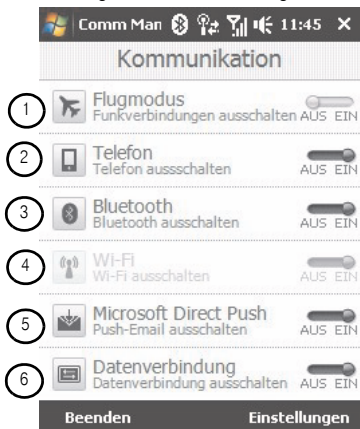 Comm Man 11:45 X
Kommunikation
1 Flugmodus
Funkverbindungen ausschalten AUS EIN
2 Telefon
Telefon aussschalten AUS EIN
3 Bluetooth
Bluetooth ausschalten AUS EIN
4 Wi-Fi
Wi-Fi ausschalten AUS EIN
5 Microsoft Direct Push
Push-Email ausschalten AUS EIN
6 Datenverbindung
Datenverbindung ausschalten AUS EIN
Beenden Einstellungen